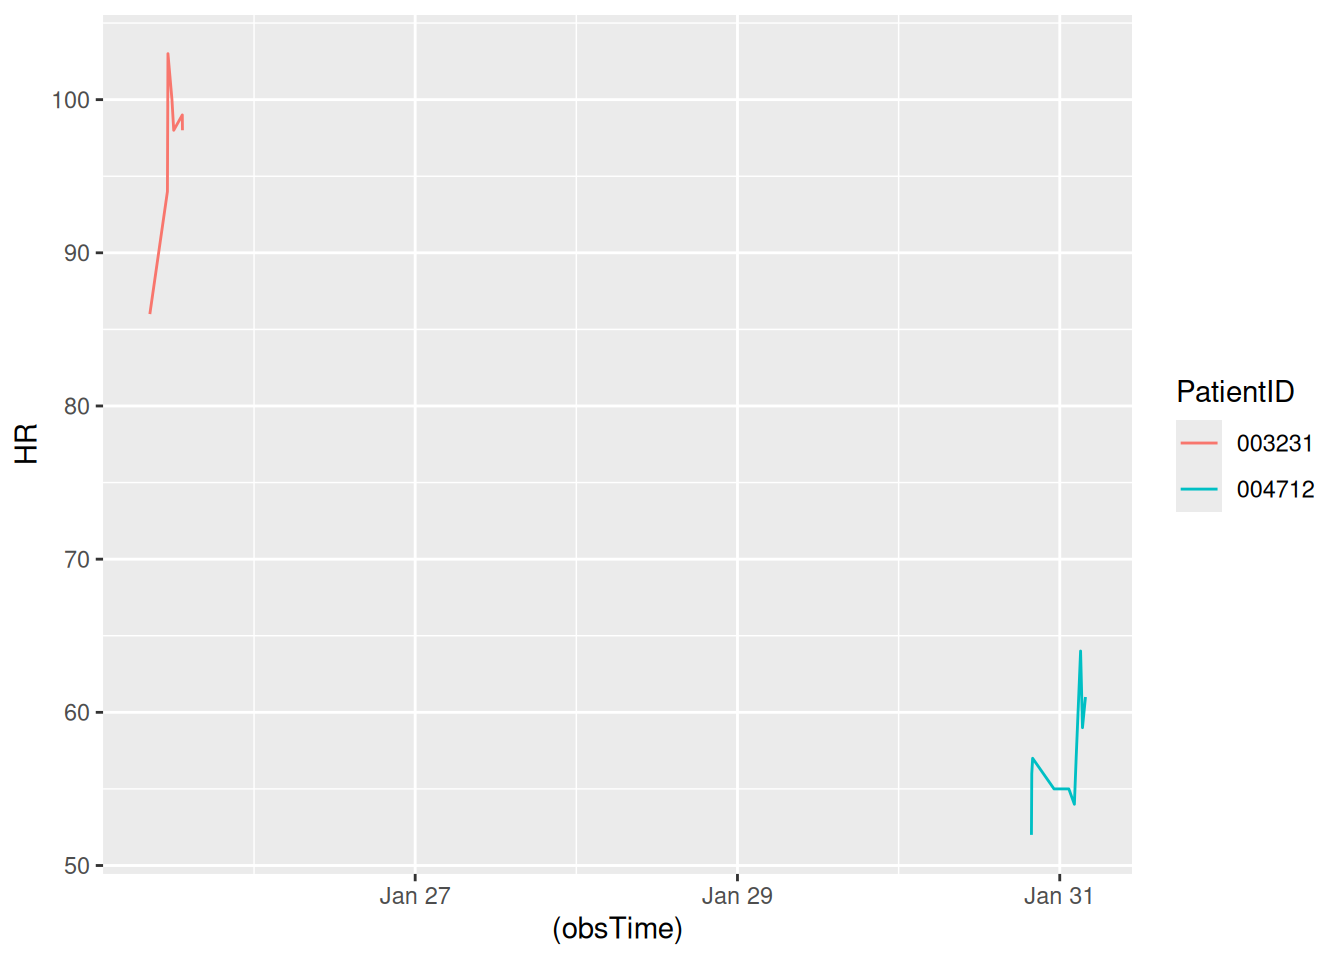 HR
100
90
80
70
60
50
Jan 27
Jan 29
Jan 31
(obsTime)
PatientID
003231
004712